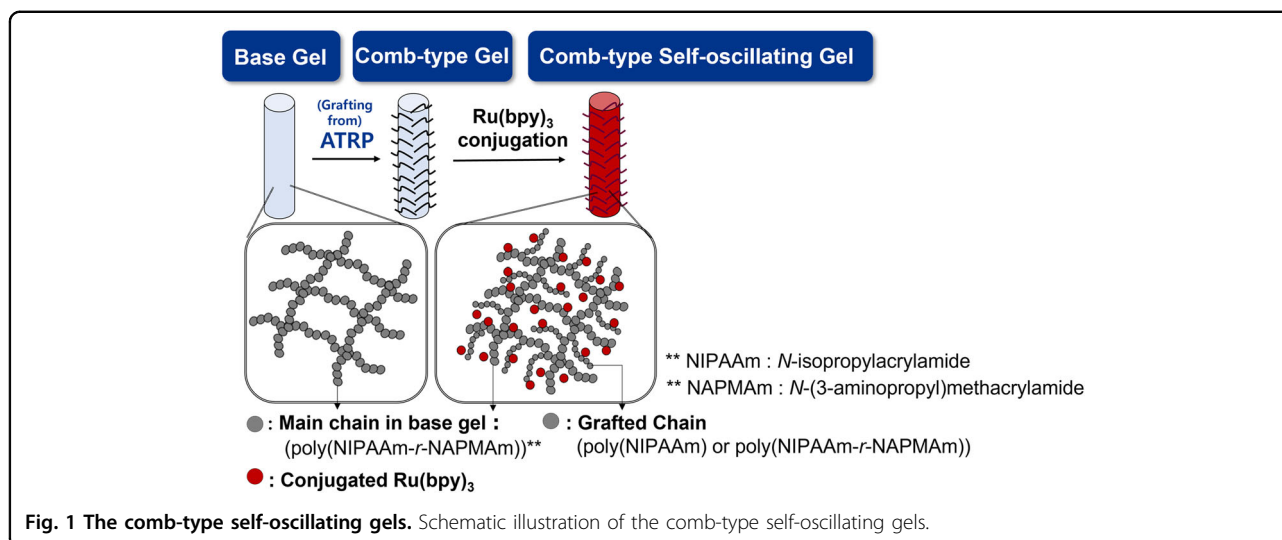 Base Gel
Comb-type Gel
Comb-type Self-oscillating Gel
(Grafting
from)
ATRP
Ru(bpy)₃
conjugation
** NIPAAm : N-isopropylacrylamide
** NAPMAm : N-(3-aminopropyl)methacrylamide
: Main chain in base gel :
(poly(NIPAAm-r-NAPMAm))**
: Grafted Chain
(poly(NIPAAm) or poly(NIPAAm-r-NAPMAm))
: Conjugated Ru(bpy)₃
Fig. 1 The comb-type self-oscillating gels. Schematic illustration of the comb-type self-oscillating gels.